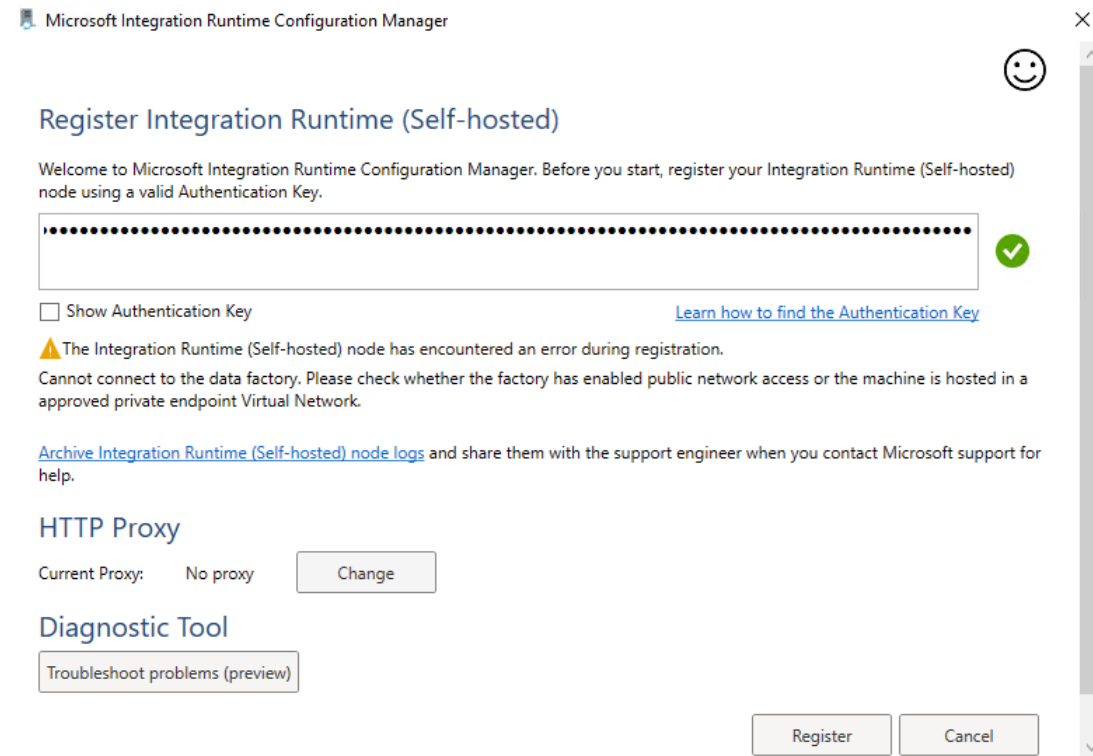 Microsoft Integration Runtime Configuration Manager
Register Integration Runtime (Self-hosted)
Welcome to Microsoft Integration Runtime Configuration Manager. Before you start, register your Integration Runtime (Self-hosted)
node using a valid Authentication Key.
Show Authentication Key
Learn how to find the Authentication Key
The Integration Runtime (Self-hosted) node has encountered an error during registration.
Cannot connect to the data factory. Please check whether the factory has enabled public network access or the machine is hosted in a
approved private endpoint Virtual Network.
Archive Integration Runtime (Self-hosted) node logs and share them with the support engineer when you contact Microsoft support for
help.
HTTP Proxy
Current Proxy: No proxy Change
Diagnostic Tool
Troubleshoot problems (preview)
Register Cancel